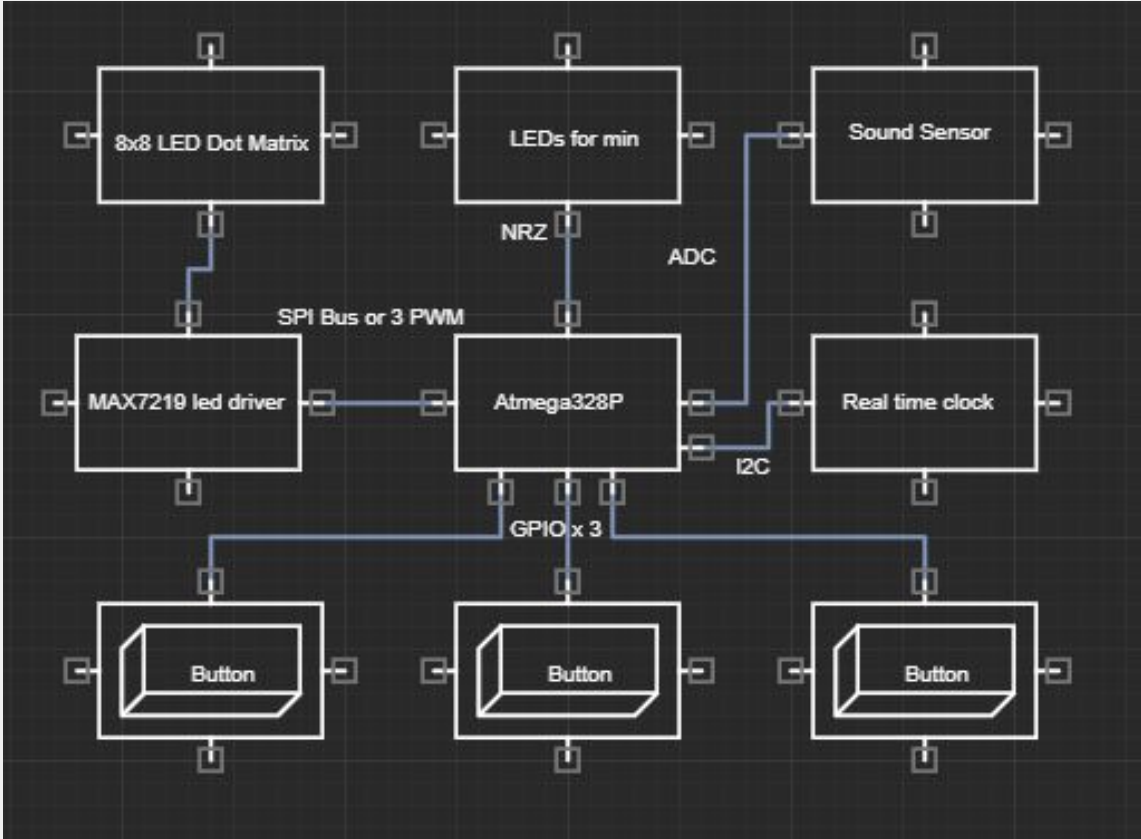 8x8 LED Dot Matrix
LEDs for min
Sound Sensor
NRZ
ADC
SPI Bus or 3 PWM
MAX7219 led driver
Atmega328P
Real time clock
I2C
GPIO x 3
Button
Button
Button